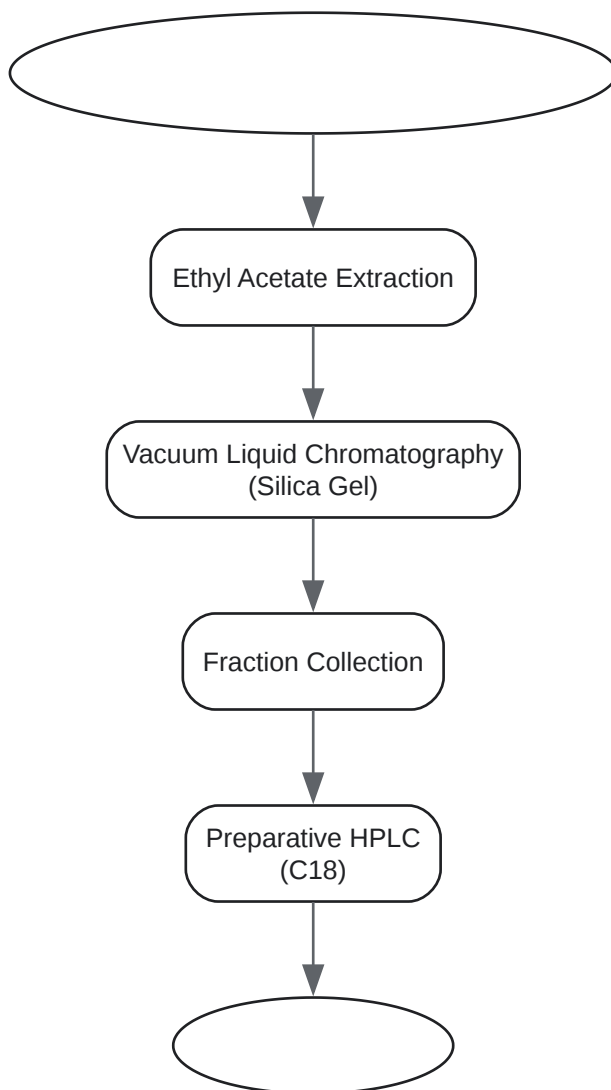 Ethyl Acetate Extraction
Vacuum Liquid Chromatography
(Silica Gel)
Fraction Collection
Preparative HPLC
(C18)